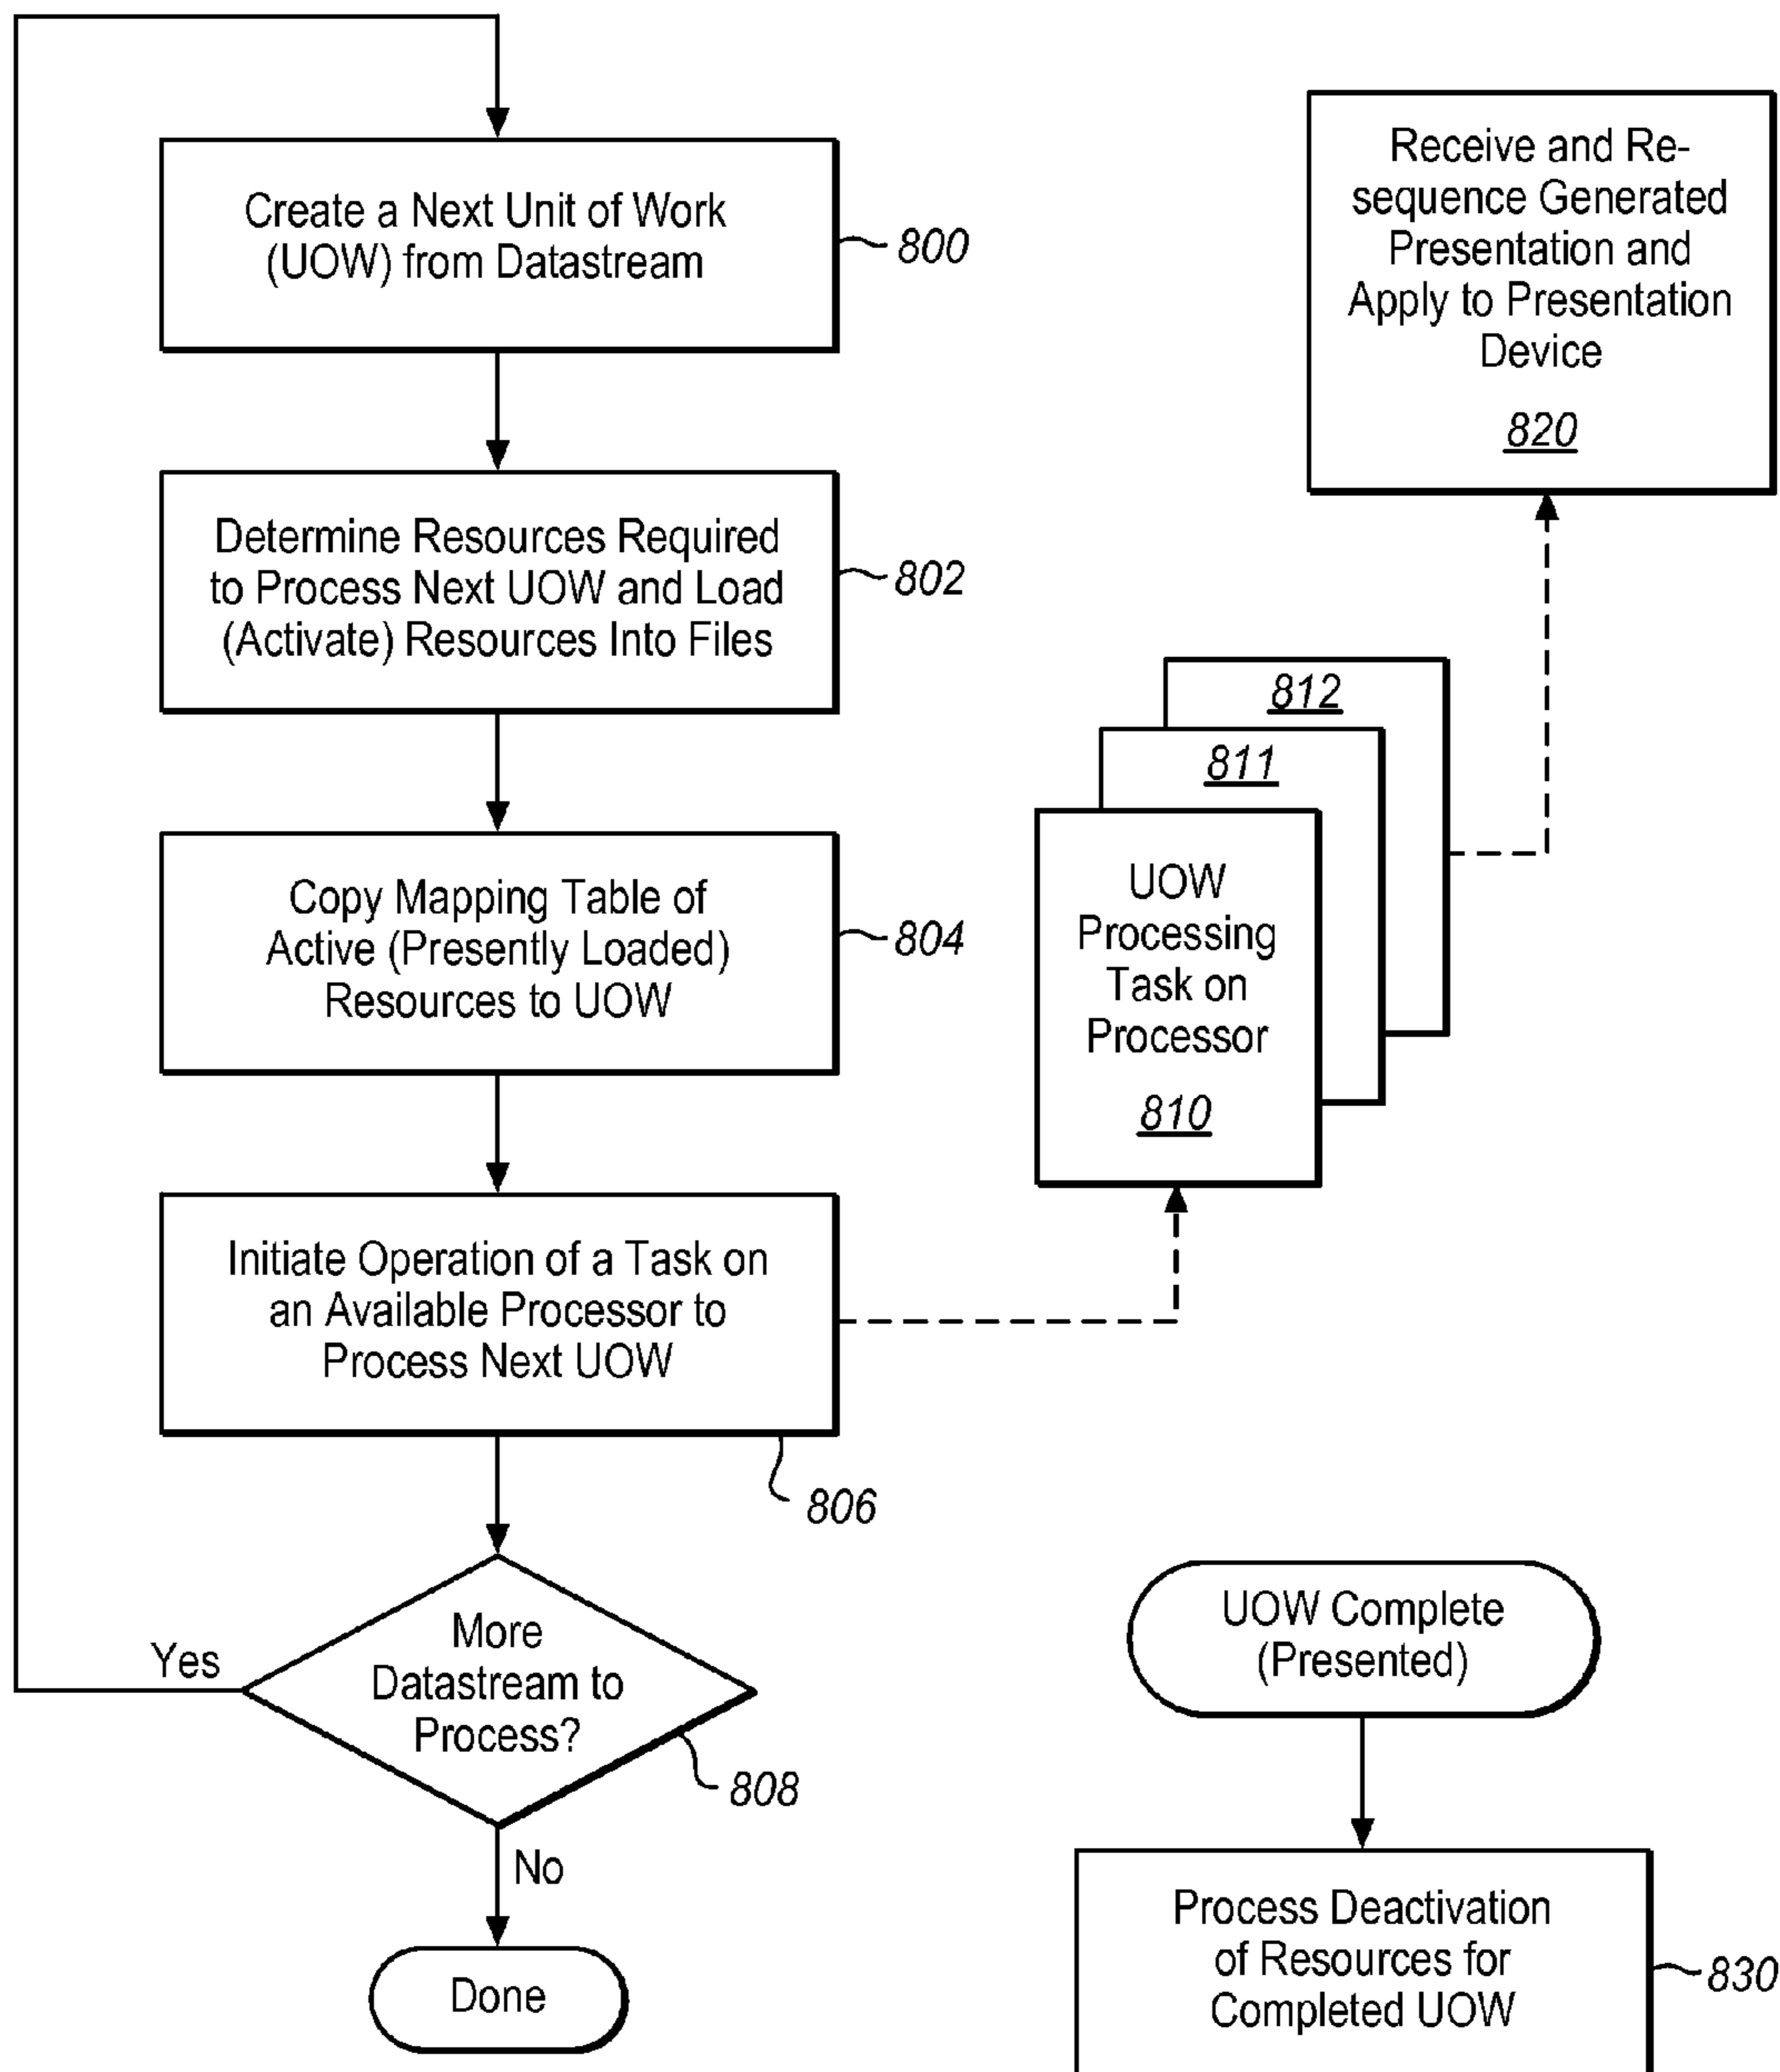 Create a Next Unit of Work
(UOW) from Datastream
800
Determine Resources Required
to Process Next UOW and Load
(Activate) Resources Into Files
802
Copy Mapping Table of
Active (Presently Loaded)
Resources to UOW
804
Initiate Operation of a Task on
an Available Processor to
Process Next UOW
806
More
Datastream to
Process?
808
Yes
No
Done
Receive and Re-
sequence Generated
Presentation and
Apply to Presentation
Device
820
812
811
UOW
Processing
Task on
Processor
810
UOW Complete
(Presented)
Process Deactivation
of Resources for
Completed UOW
830